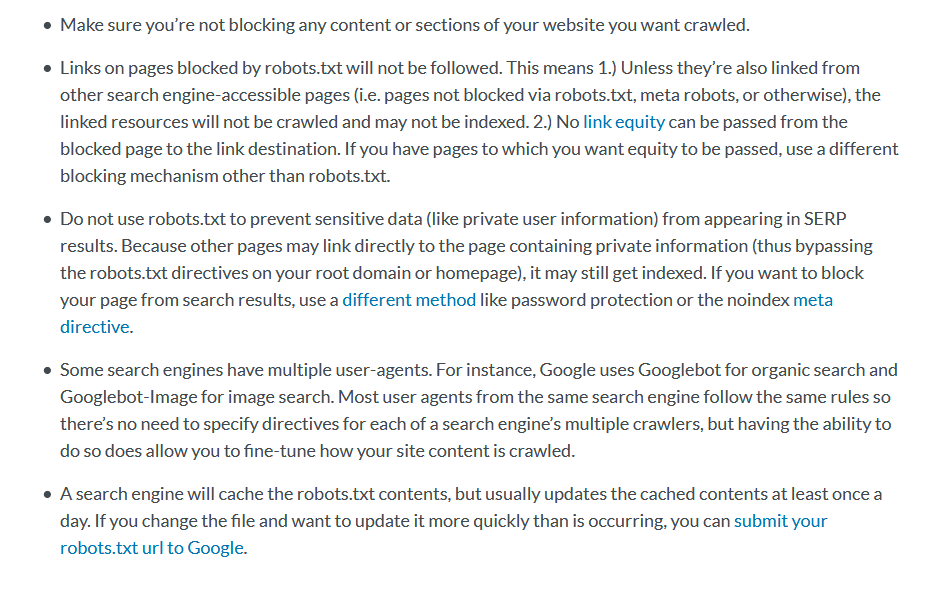 • Make sure you’re not blocking any content or sections of your website you want crawled.
• Links on pages blocked by robots.txt will not be followed. This means 1.) Unless they’re also linked from
other search engine-accessible pages (i.e. pages not blocked via robots.txt, meta robots, or otherwise), the
linked resources will not be crawled and may not be indexed. 2.) No link equity can be passed from the
blocked page to the link destination. If you have pages to which you want equity to be passed, use a different
blocking mechanism other than robots.txt.
• Do not use robots.txt to prevent sensitive data (like private user information) from appearing in SERP
results. Because other pages may link directly to the page containing private information (thus bypassing
the robots.txt directives on your root domain or homepage), it may still get indexed. If you want to block
your page from search results, use a different method like password protection or the noindex meta
directive.
• Some search engines have multiple user-agents. For instance, Google uses Googlebot for organic search and
Googlebot-Image for image search. Most user agents from the same search engine follow the same rules so
there’s no need to specify directives for each of a search engine’s multiple crawlers, but having the ability to
do so does allow you to fine-tune how your site content is crawled.
• A search engine will cache the robots.txt contents, but usually updates the cached contents at least once a
day. If you change the file and want to update it more quickly than is occurring, you can submit your
robots.txt url to Google.